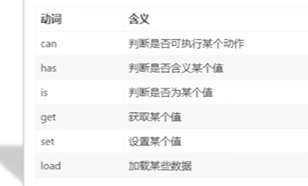 动词 含义
can 判断是否可执行某个动作
has 判断是否含义某个值
is 判断是否为某个值
get 获取某个值
set 设置某个值
load 加载某些数据